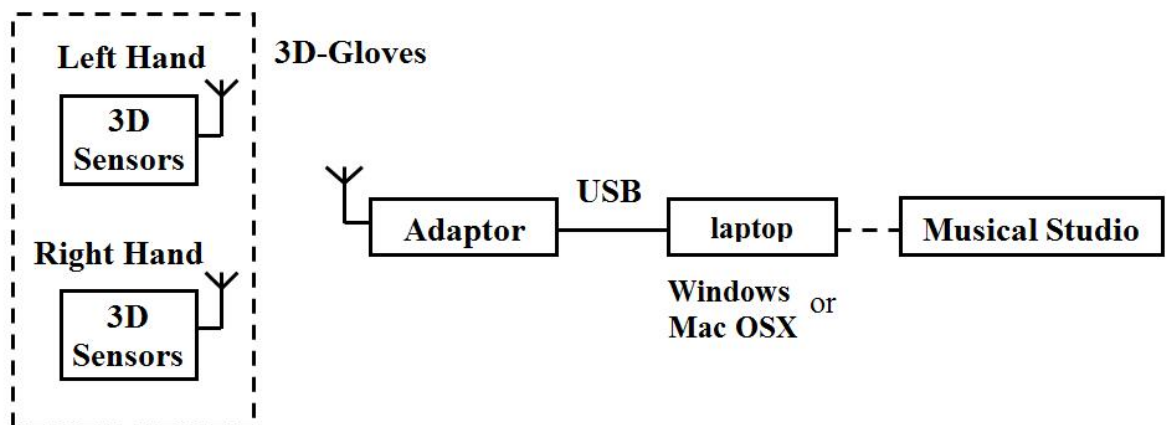 Left Hand
3D-Gloves
3D
Sensors
Right Hand
3D
Sensors
Adaptor
USB
laptop
Musical Studio
Windows or
Mac OSX